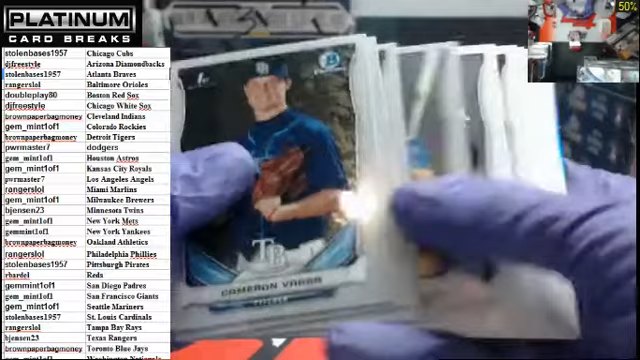 PLATINUM
CARD BREAKS
stolenbases1957 Chicago Cubs
djfreestyle Arizona Diamondbacks
stolenbases1957 Atlanta Braves
rangerslol Baltimore Orioles
doubleplay80 Boston Red Sox
djfreestyle Chicago White Sox
brownpaperbagmoney Cleveland Indians
gem_mint1of1 Colorado Rockies
brownpaperbagmoney Detroit Tigers
pwrmaster7 dodgers
gem_mint1of1 Houston Astros
gem_mint1of1 Kansas City Royals
pwrmaster7 Los Angeles Angels
rangerslol Miami Marlins
gem_mint1of1 Milwaukee Brewers
bjensen23 Minnesota Twins
gem_mint1of1 New York Mets
gemmint1of1 New York Yankees
brownpaperbagmoney Oakland Athletics
rangerslol Philadelphia Phillies
stolenbases1957 Pittsburgh Pirates
rbardel Reds
gemmint1of1 San Diego Padres
gem_mint1of1 San Francisco Giants
gem_mint1of1 Seattle Mariners
stolenbases1957 St. Louis Cardinals
rangerslol Tampa Bay Rays
bjensen23 Texas Rangers
brownpaperbagmoney Toronto Blue Jays
gem_mint1of1 Washington Nationals
50%
TB
CAMERON VARGA